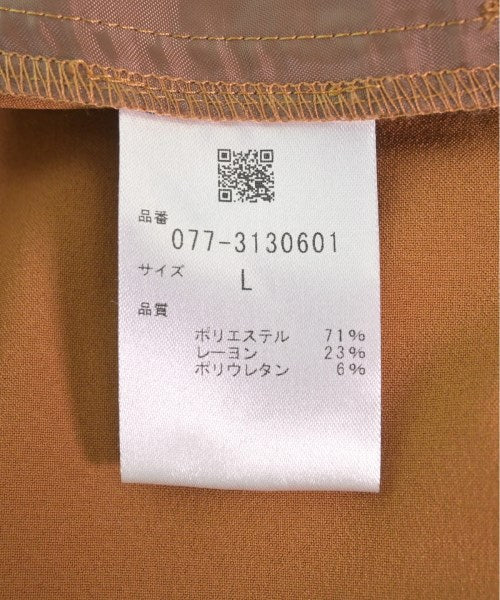 品番
077-3130601
サイズ
L
品質
ポリエステル 71%
レーヨン 23%
ポリウレタン 6%